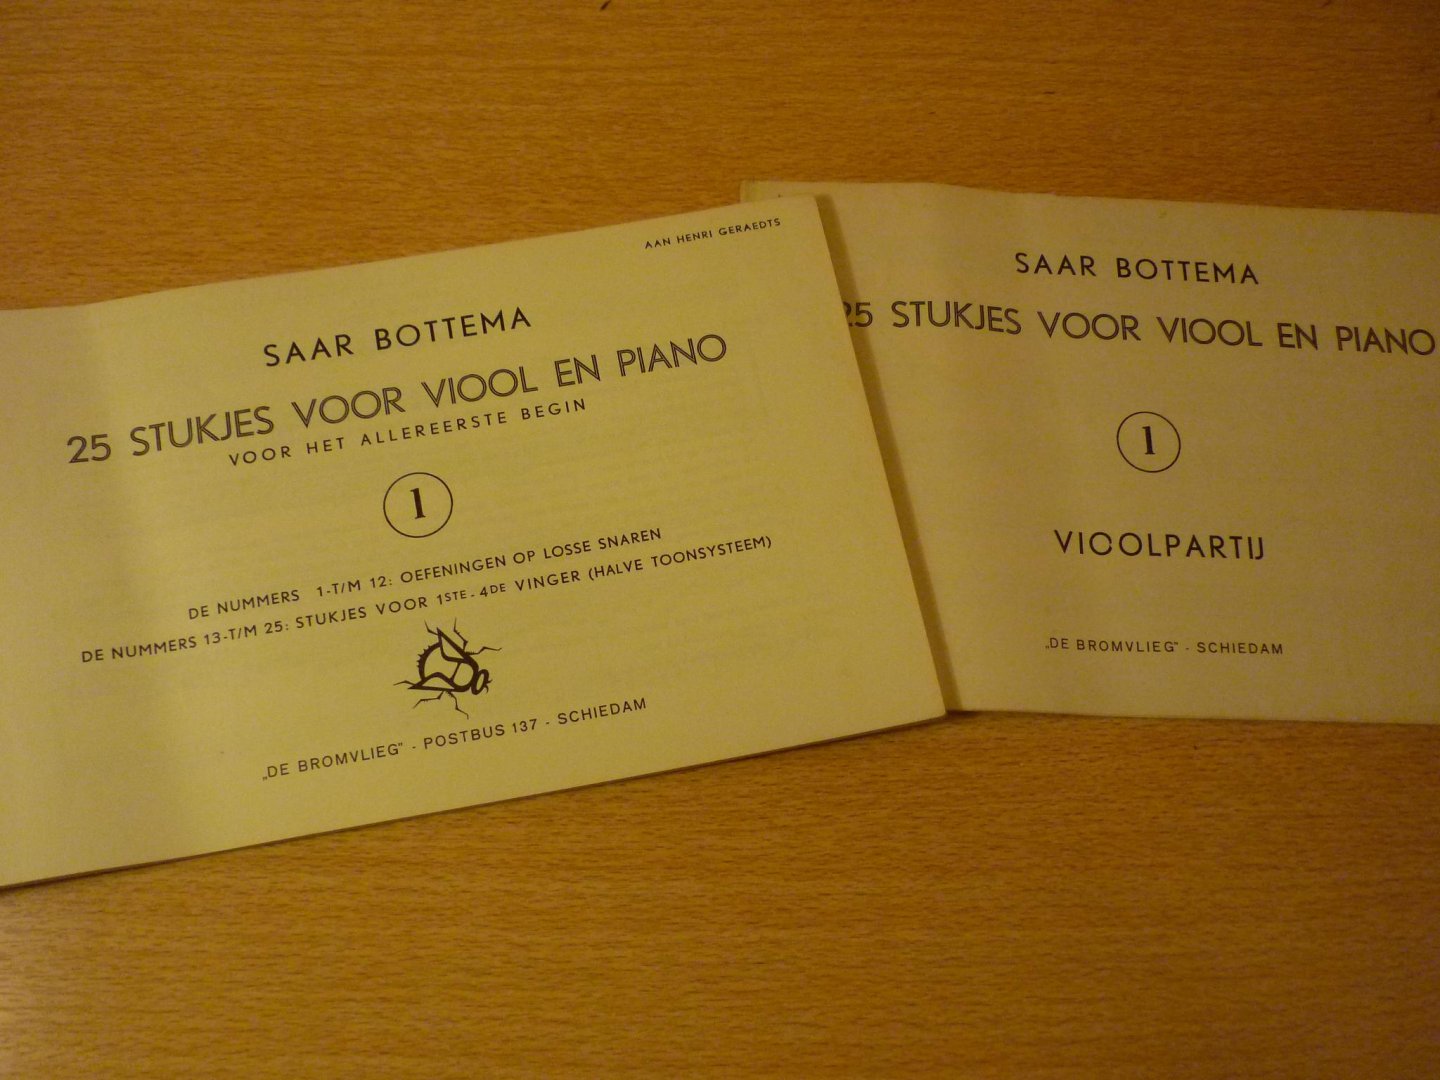 AAN HENRI GERAEDTS
SAAR BOTTEMA
25 STUKJES VOOR VIOOL EN PIANO
VOOR HET ALLEREERSTE BEGIN
1
DE NUMMERS 1-T/M 12: OEFENINGEN OP LOSSE SNAREN
DE NUMMERS 13-T/M 25: STUKJES VOOR 1STE - 4DE VINGER (HALVE TOONSYSTEEM)
„DE BROMVLIEG" - POSTBUS 137 - SCHIEDAM
SAAR BOTTEMA
25 STUKJES VOOR VIOOL EN PIANO
1
VIOOLPARTIJ
„DE BROMVLIEG" - SCHIEDAM